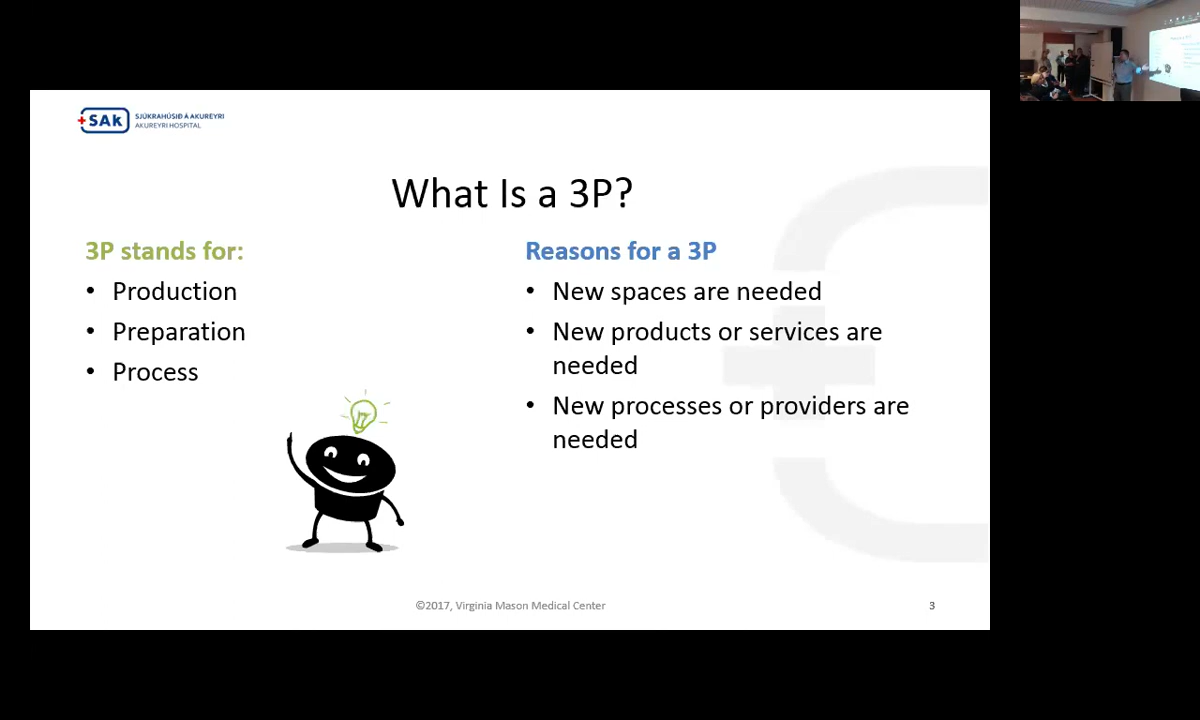 SAk
SJÚKRAHÚSIÐ Á AKUREYRI
AKUREYRI HOSPITAL
What Is a 3P?
3P stands for:
• Production
• Preparation
• Process
Reasons for a 3P
• New spaces are needed
• New products or services are
needed
• New processes or providers are
needed
©2017, Virginia Mason Medical Center
3